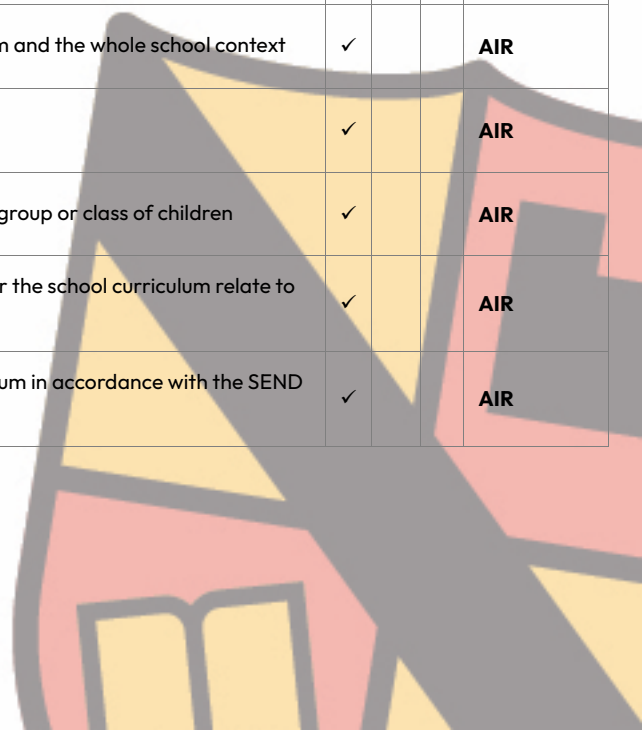 m and the whole school context ✓ AIR
✓ AIR
group or class of children ✓ AIR
r the school curriculum relate to
✓ AIR
um in accordance with the SEND
✓ AIR